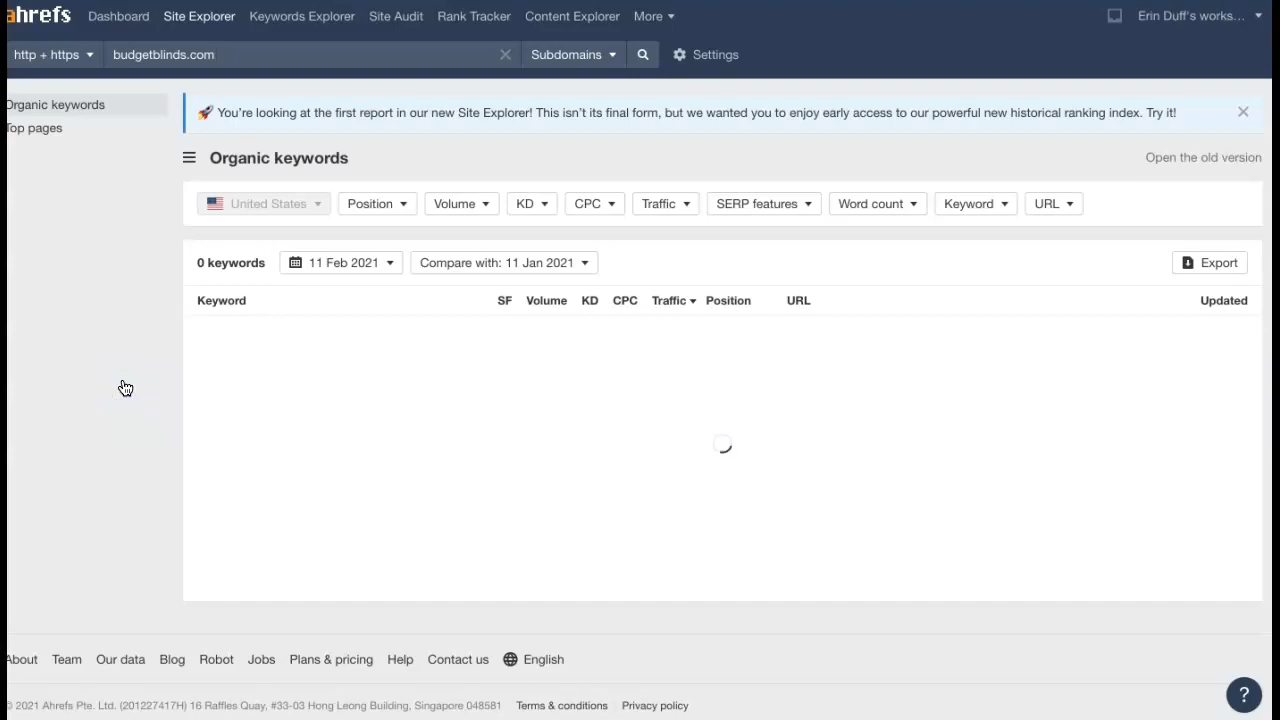 ahrefs Dashboard Site Explorer Keywords Explorer Site Audit Rank Tracker Content Explorer More Erin Duff's works...
http + https budgetblinds.com Subdomains Settings
Organic keywords
Top pages
You're looking at the first report in our new Site Explorer! This isn't its final form, but we wanted you to enjoy early access to our powerful new historical ranking index. Try it!
Organic keywords Open the old version
United States Position Volume KD CPC Traffic SERP features Word count Keyword URL
0 keywords 11 Feb 2021 Compare with: 11 Jan 2021 Export
Keyword SF Volume KD CPC Traffic Position URL Updated
About Team Our data Blog Robot Jobs Plans & pricing Help Contact us English
© 2021 Ahrefs Pte. Ltd. (201227417H) 16 Raffles Quay, #33-03 Hong Leong Building, Singapore 048581 Terms & conditions Privacy policy
?